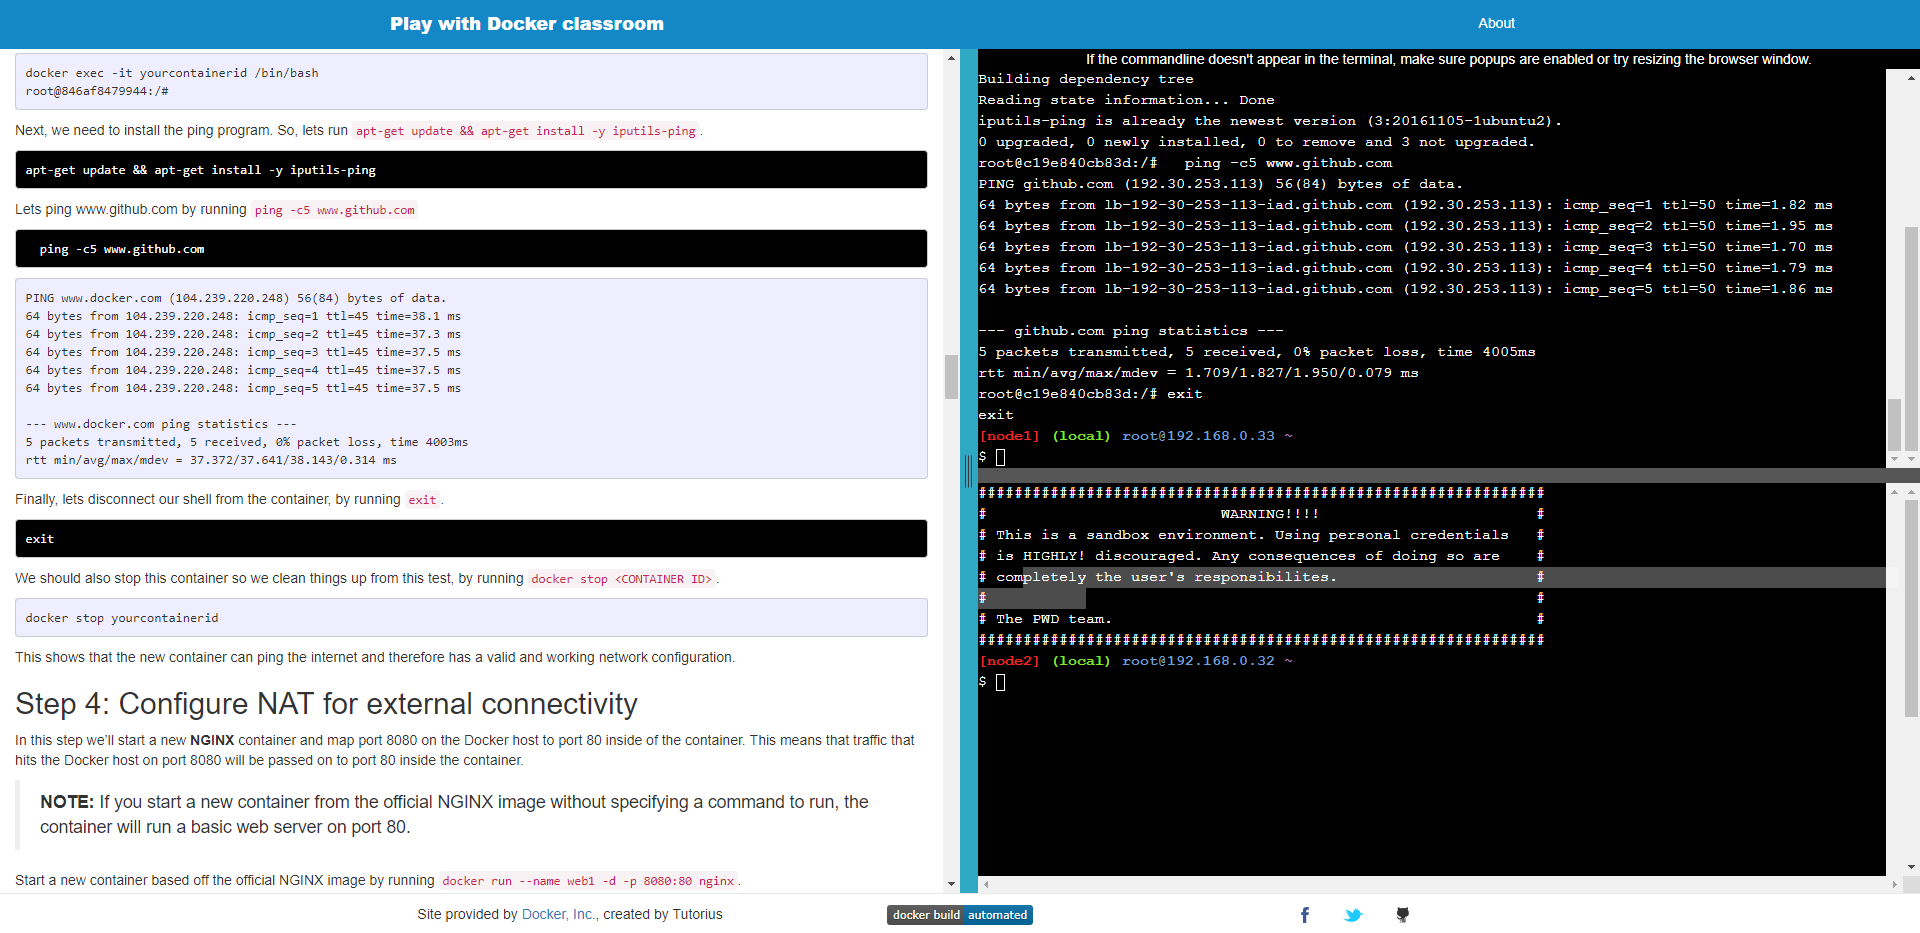 Play with Docker classroom
About
docker exec -it yourcontainerid /bin/bash
root@846af8479944:/#
Next, we need to install the ping program. So, lets run apt-get update && apt-get install -y iputils-ping .
apt-get update && apt-get install -y iputils-ping
Lets ping www.github.com by running ping -c5 www.github.com
ping -c5 www.github.com
PING www.docker.com (104.239.220.248) 56(84) bytes of data.
64 bytes from 104.239.220.248: icmp_seq=1 ttl=45 time=38.1 ms
64 bytes from 104.239.220.248: icmp_seq=2 ttl=45 time=37.3 ms
64 bytes from 104.239.220.248: icmp_seq=3 ttl=45 time=37.5 ms
64 bytes from 104.239.220.248: icmp_seq=4 ttl=45 time=37.5 ms
64 bytes from 104.239.220.248: icmp_seq=5 ttl=45 time=37.5 ms
--- www.docker.com ping statistics ---
5 packets transmitted, 5 received, 0% packet loss, time 4003ms
rtt min/avg/max/mdev = 37.372/37.641/38.143/0.314 ms
Finally, lets disconnect our shell from the container, by running exit .
exit
We should also stop this container so we clean things up from this test, by running docker stop <CONTAINER ID> .
docker stop yourcontainerid
This shows that the new container can ping the internet and therefore has a valid and working network configuration.
Step 4: Configure NAT for external connectivity
In this step we'll start a new NGINX container and map port 8080 on the Docker host to port 80 inside of the container. This means that traffic that
hits the Docker host on port 8080 will be passed on to port 80 inside the container.
NOTE: If you start a new container from the official NGINX image without specifying a command to run, the
container will run a basic web server on port 80.
Start a new container based off the official NGINX image by running docker run --name web1 -d -p 8080:80 nginx .
If the commandline doesn't appear in the terminal, make sure popups are enabled or try resizing the browser window.
Building dependency tree
Reading state information... Done
iputils-ping is already the newest version (3:20161105-1ubuntu2).
0 upgraded, 0 newly installed, 0 to remove and 3 not upgraded.
root@c19e840cb83d:/#   ping -c5 www.github.com
PING github.com (192.30.253.113) 56(84) bytes of data.
64 bytes from lb-192-30-253-113-iad.github.com (192.30.253.113): icmp_seq=1 ttl=50 time=1.82 ms
64 bytes from lb-192-30-253-113-iad.github.com (192.30.253.113): icmp_seq=2 ttl=50 time=1.95 ms
64 bytes from lb-192-30-253-113-iad.github.com (192.30.253.113): icmp_seq=3 ttl=50 time=1.70 ms
64 bytes from lb-192-30-253-113-iad.github.com (192.30.253.113): icmp_seq=4 ttl=50 time=1.79 ms
64 bytes from lb-192-30-253-113-iad.github.com (192.30.253.113): icmp_seq=5 ttl=50 time=1.86 ms
--- github.com ping statistics ---
5 packets transmitted, 5 received, 0% packet loss, time 4005ms
rtt min/avg/max/mdev = 1.709/1.827/1.950/0.079 ms
root@c19e840cb83d:/# exit
exit
[node1] (local) root@192.168.0.33 ~
$
###############################################################
#                          WARNING!!!!                        #
# This is a sandbox environment. Using personal credentials   #
# is HIGHLY! discouraged. Any consequences of doing so are    #
# completely the user's responsibilites.                      #
#                                                             #
# The PWD team.                                               #
###############################################################
[node2] (local) root@192.168.0.32 ~
$
Site provided by Docker, Inc., created by Tutorius
docker build automated